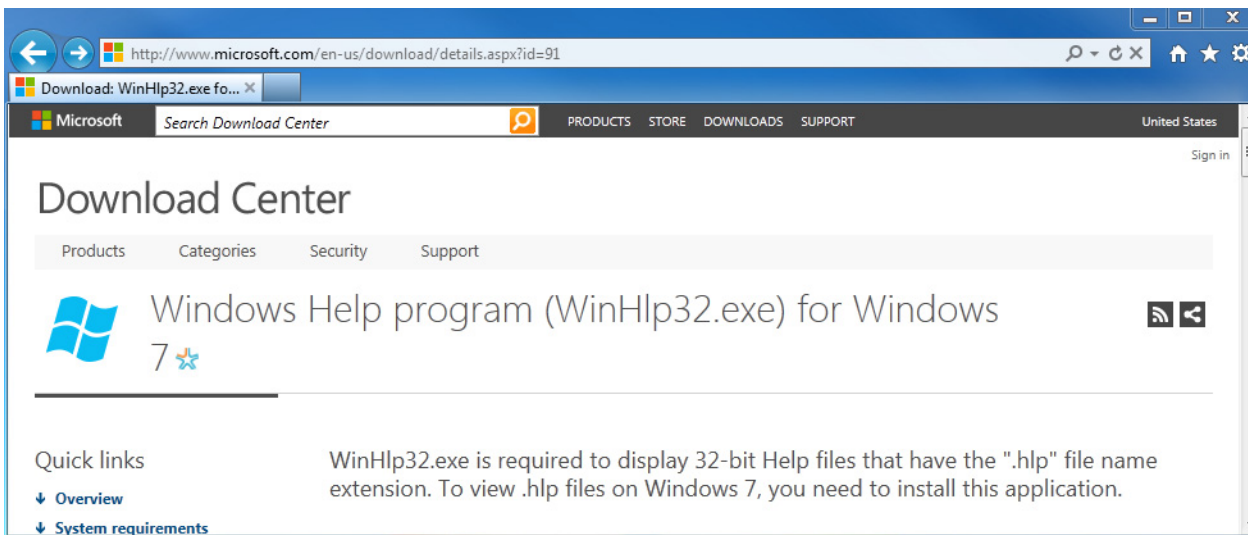 http://www.microsoft.com/en-us/download/details.aspx?id=91
Download: WinHlp32.exe fo...
Microsoft Search Download Center PRODUCTS STORE DOWNLOADS SUPPORT United States
Sign in
Download Center
Products Categories Security Support
Windows Help program (WinHlp32.exe) for Windows
7
Quick links
Overview
System requirements
WinHlp32.exe is required to display 32-bit Help files that have the ".hlp" file name
extension. To view .hlp files on Windows 7, you need to install this application.